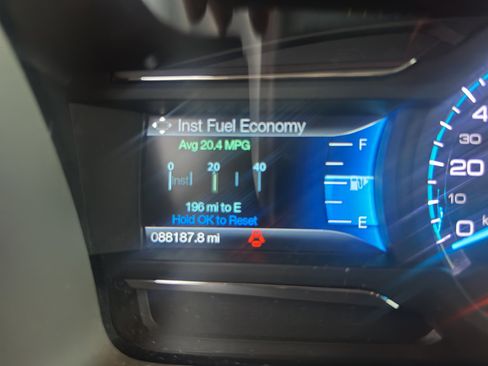 Inst Fuel Economy
Avg 20.4 MPG
0 20 40
Inst
196 mi to E
Hold OK to Reset
088187.8 mi
F
E
30
20
10
0